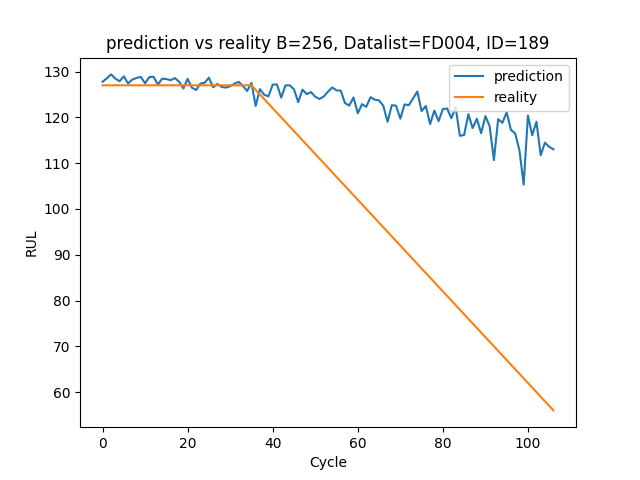 prediction vs reality B=256, Datalist=FD004, ID=189
130
120
110
100
90
80
70
60
RUL
prediction
reality
0
20
40
60
80
100
Cycle